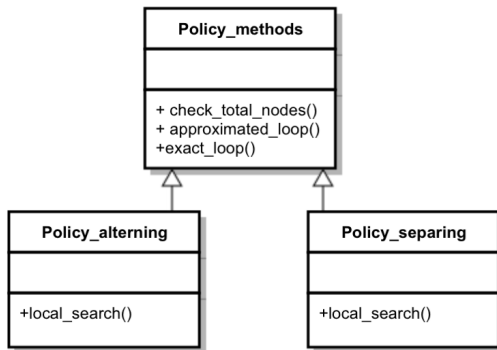 Policy_methods
+ check_total_nodes()
+ approximated_loop()
+exact_loop()
Policy_alterning
+local_search()
Policy_separing
+local_search()